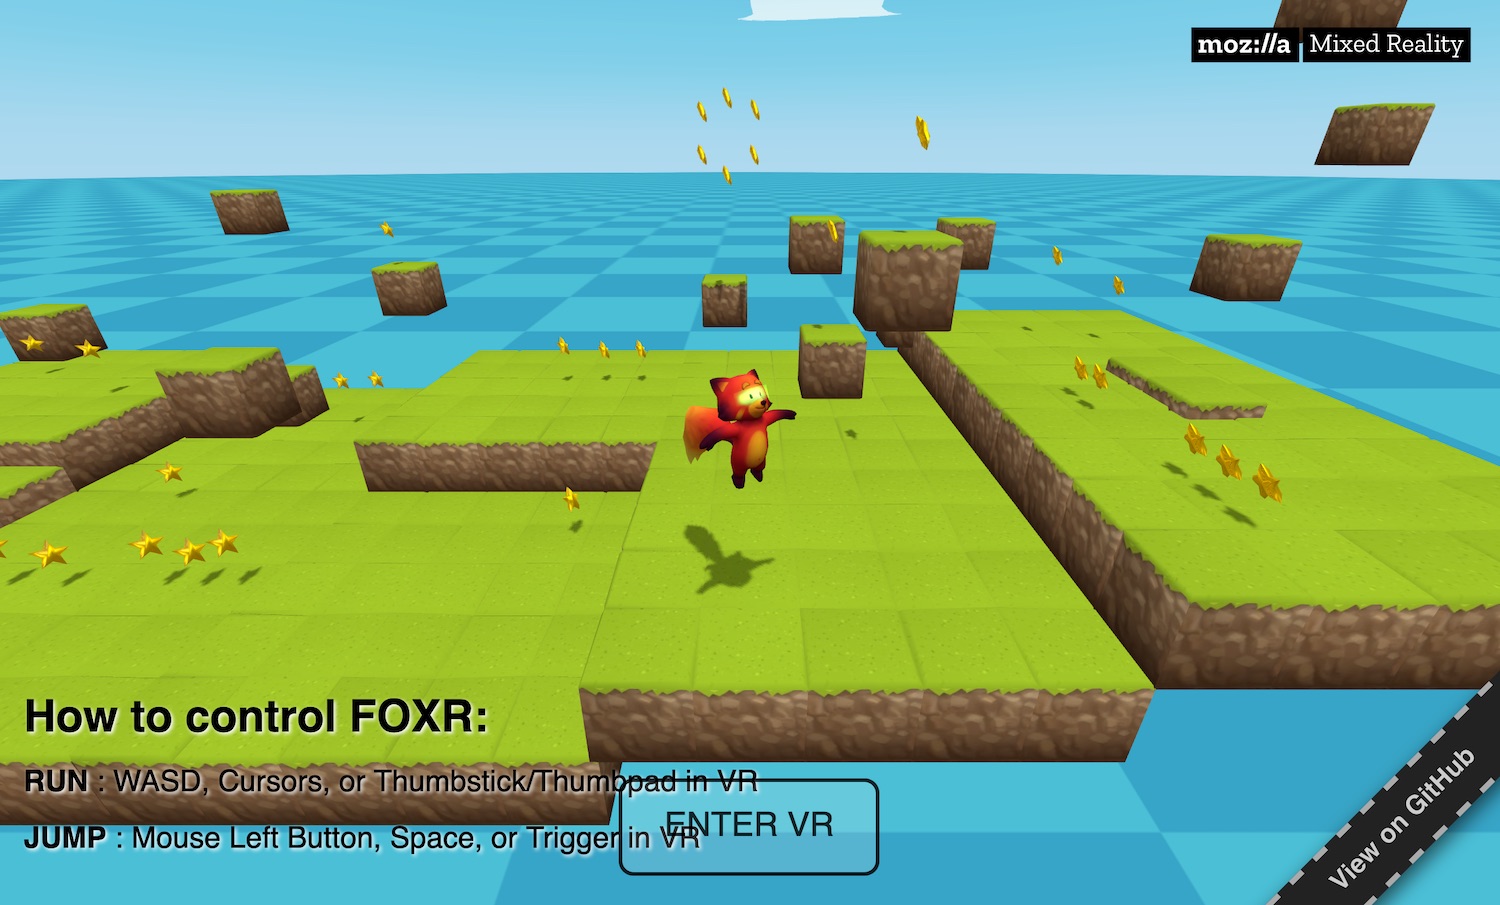 moz://a Mixed Reality
How to control FOXR:
RUN : WASD, Cursors, or Thumbstick/Thumbpad in VR
JUMP : Mouse Left Button, Space, or Trigger in VR
ENTER VR
View on GitHub